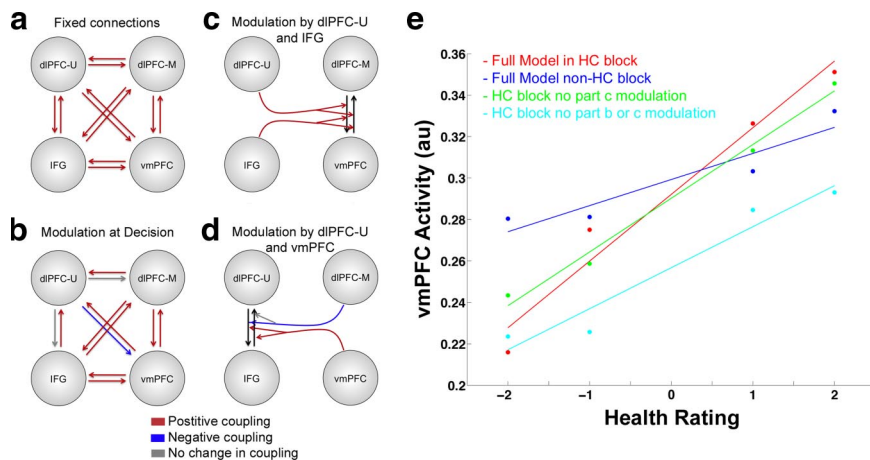 a
Fixed connections
dlPFC-U
dlPFC-M
IFG
vmPFC
b
Modulation at Decision
dlPFC-U
dlPFC-M
IFG
vmPFC
c
Modulation by dlPFC-U
and IFG
dlPFC-U
dlPFC-M
IFG
vmPFC
d
Modulation by dlPFC-U
and vmPFC
dlPFC-U
dlPFC-M
IFG
vmPFC
Positive coupling
Negative coupling
No change in coupling
e
- Full Model in HC block
- Full Model non-HC block
- HC block no part c modulation
- HC block no part b or c modulation
vmPFC Activity (au)
0.36
0.34
0.32
0.3
0.28
0.26
0.24
0.22
0.2
−2
−1
0
1
2
Health Rating